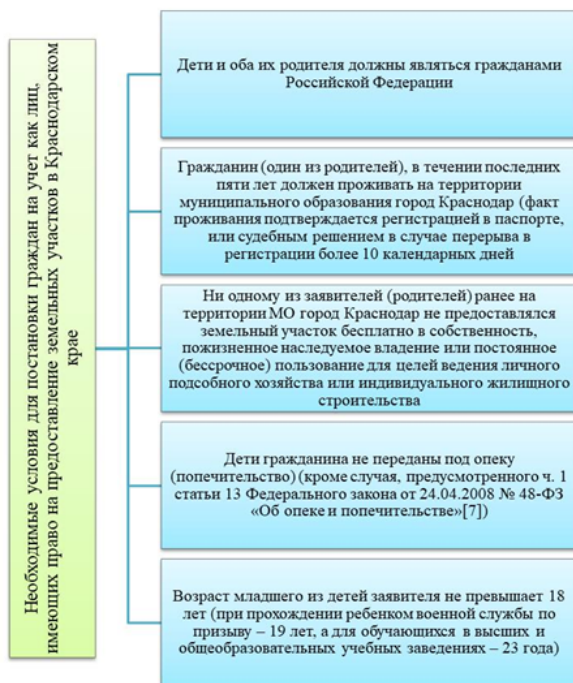 Необходимые условия для постановки граждан на учет как лиц,
имеющих право на предоставление земельных участков в Краснодарском
крае
Дети и оба их родителя должны являться гражданами
Российской Федерации
Гражданин (один из родителей), в течении последних
пяти лет должен проживать на территории
муниципального образования город Краснодар (факт
проживания подтверждается регистрацией в паспорте,
или судебным решением в случае перерыва в
регистрации более 10 календарных дней
Ни одному из заявителей (родителей) ранее на
территории МО город Краснодар не предоставлялся
земельный участок бесплатно в собственность,
пожизненное наследуемое владение или постоянное
(бессрочное) пользование для целей ведения личного
подсобного хозяйства или индивидуального жилищного
строительства
Дети гражданина не переданы под опеку
(попечительство) (кроме случая, предусмотренного ч. 1
статьи 13 Федерального закона от 24.04.2008 № 48-ФЗ
«Об опеке и попечительстве»[7])
Возраст младшего из детей заявителя не превышает 18
лет (при прохождении ребенком военной службы по
призыву – 19 лет, а для обучающихся в высших и
общеобразовательных учебных заведениях – 23 года)